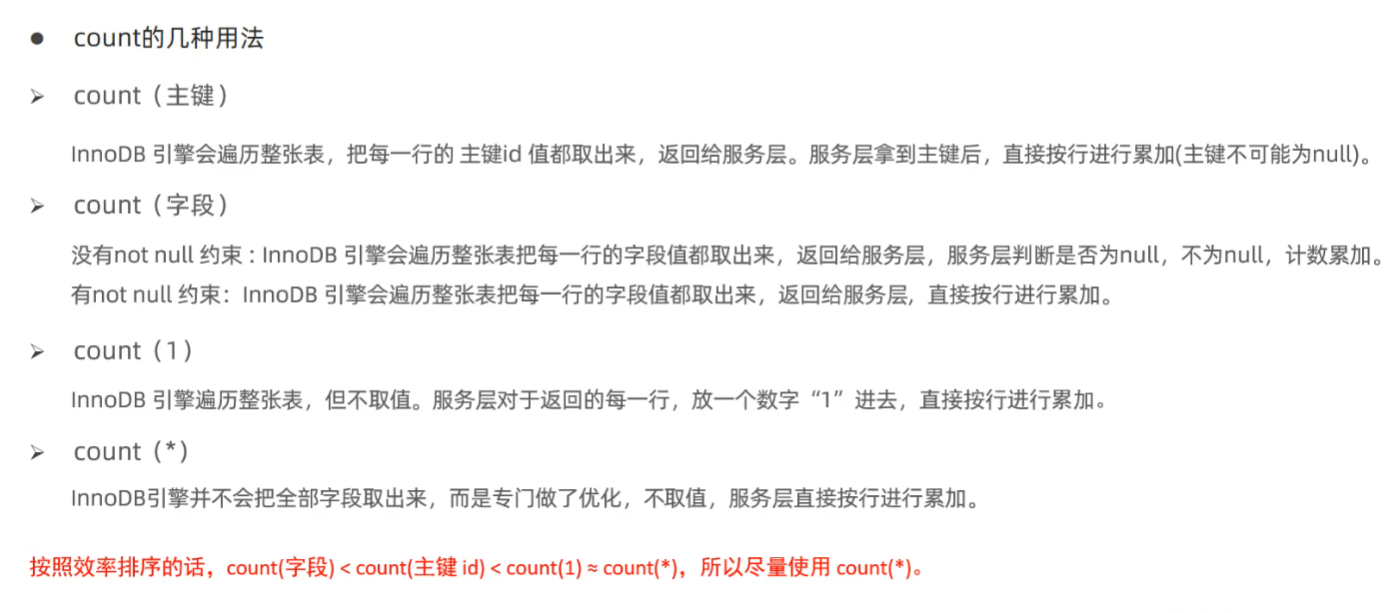 ● count的几种用法
➢ count（主键）
InnoDB 引擎会遍历整张表，把每一行的 主键id 值都取出来，返回给服务层。服务层拿到主键后，直接按行进行累加(主键不可能为null)。
➢ count（字段）
没有not null 约束 : InnoDB 引擎会遍历整张表把每一行的字段值都取出来，返回给服务层，服务层判断是否为null，不为null，计数累加。
有not null 约束：InnoDB 引擎会遍历整张表把每一行的字段值都取出来，返回给服务层，直接按行进行累加。
➢ count（1）
InnoDB 引擎遍历整张表，但不取值。服务层对于返回的每一行，放一个数字“1”进去，直接按行进行累加。
➢ count（*）
InnoDB引擎并不会把全部字段取出来，而是专门做了优化，不取值，服务层直接按行进行累加。
按照效率排序的话，count(字段) < count(主键 id) < count(1) ≈ count(*)，所以尽量使用 count(*)。